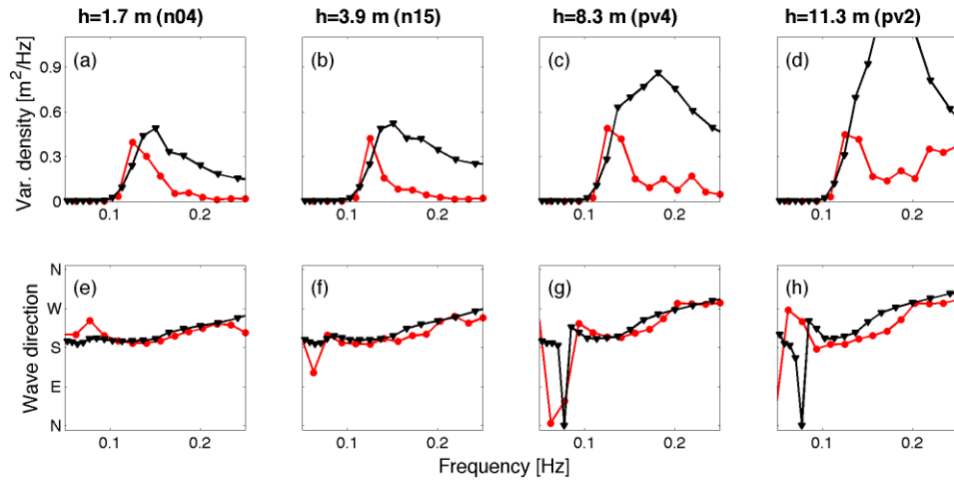 h=1.7 m (n04) h=3.9 m (n15) h=8.3 m (pv4) h=11.3 m (pv2)
Var. density [m²/Hz]
0.9
0.6
0.3
0
(a) (b) (c) (d)
0.1 0.2 0.1 0.2 0.1 0.2 0.1 0.2
Wave direction
N
W
S
E
N
(e) (f) (g) (h)
0.1 0.2 0.1 0.2 0.1 0.2 0.1 0.2
Frequency [Hz]